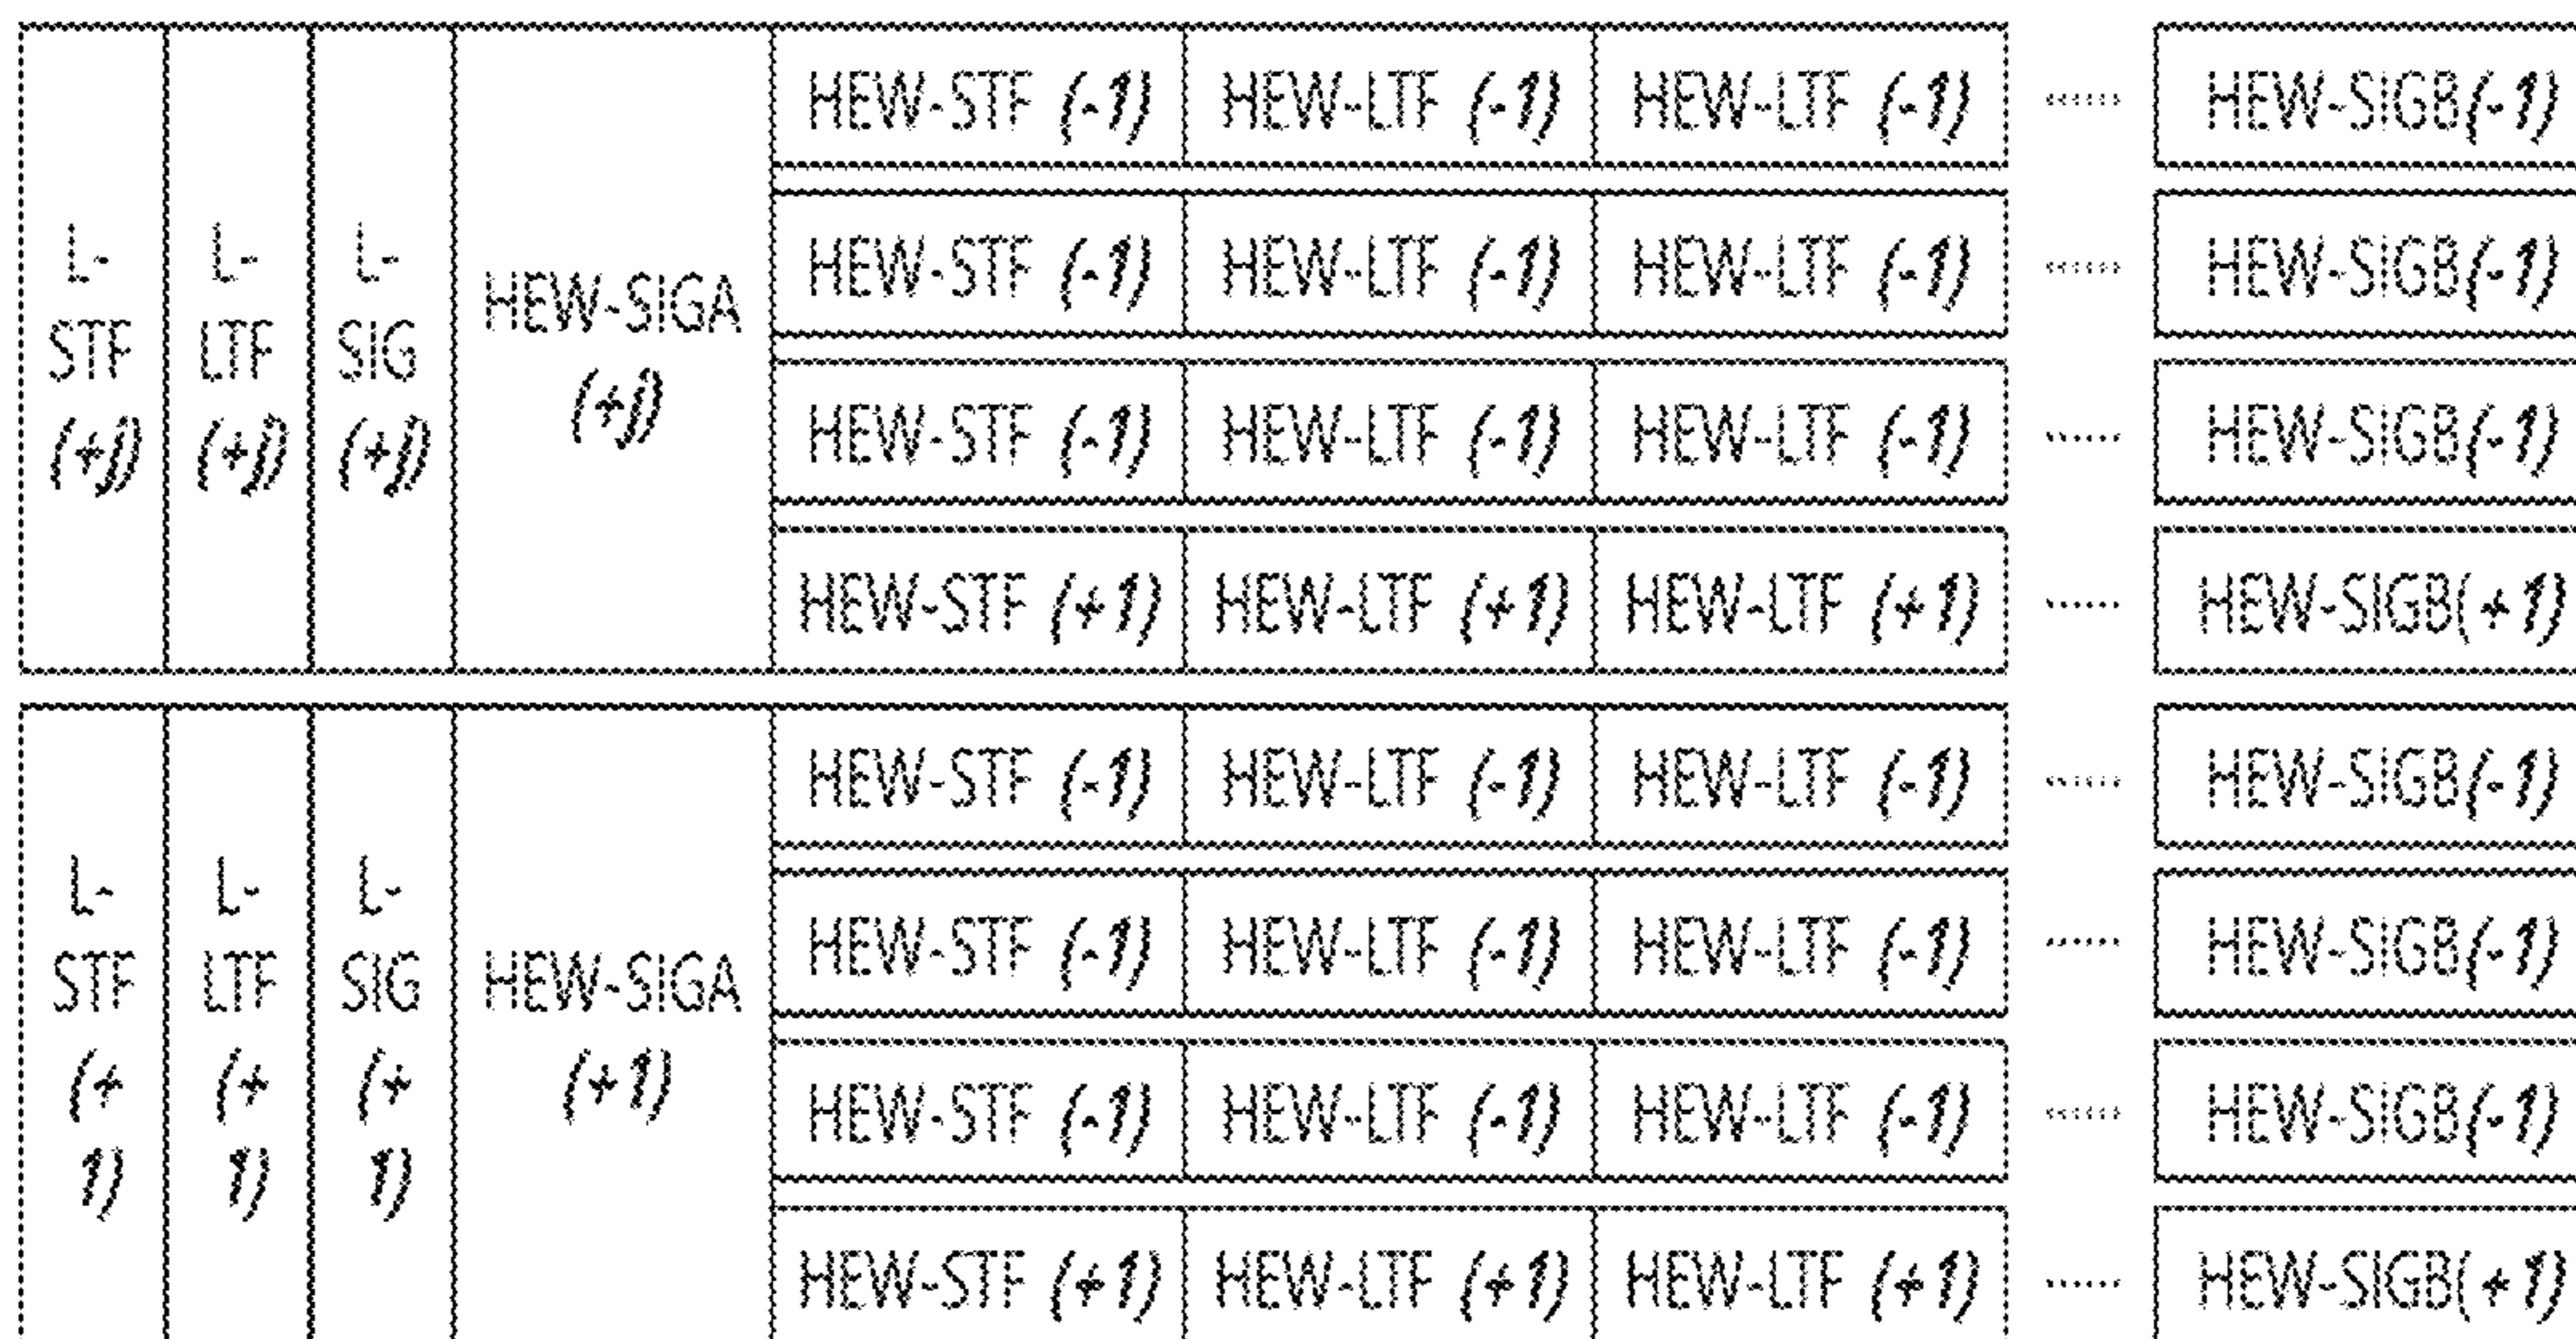 L-
STF
(+j)
L-
LTF
(+j)
L-
SIG
(+j)
HEW-SIGA
(+j)
HEW-STF (-1) HEW-LTF (-1) HEW-LTF (-1) ...... HEW-SIGB(-1)
HEW-STF (-1) HEW-LTF (-1) HEW-LTF (-1) ...... HEW-SIGB(-1)
HEW-STF (-1) HEW-LTF (-1) HEW-LTF (-1) ...... HEW-SIGB(-1)
HEW-STF (+1) HEW-LTF (+1) HEW-LTF (+1) ...... HEW-SIGB(+1)
L-
STF
(+
1)
L-
LTF
(+
1)
L-
SIG
(+
1)
HEW-SIGA
(+1)
HEW-STF (-1) HEW-LTF (-1) HEW-LTF (-1) ...... HEW-SIGB(-1)
HEW-STF (-1) HEW-LTF (-1) HEW-LTF (-1) ...... HEW-SIGB(-1)
HEW-STF (-1) HEW-LTF (-1) HEW-LTF (-1) ...... HEW-SIGB(-1)
HEW-STF (+1) HEW-LTF (+1) HEW-LTF (+1) ...... HEW-SIGB(+1)